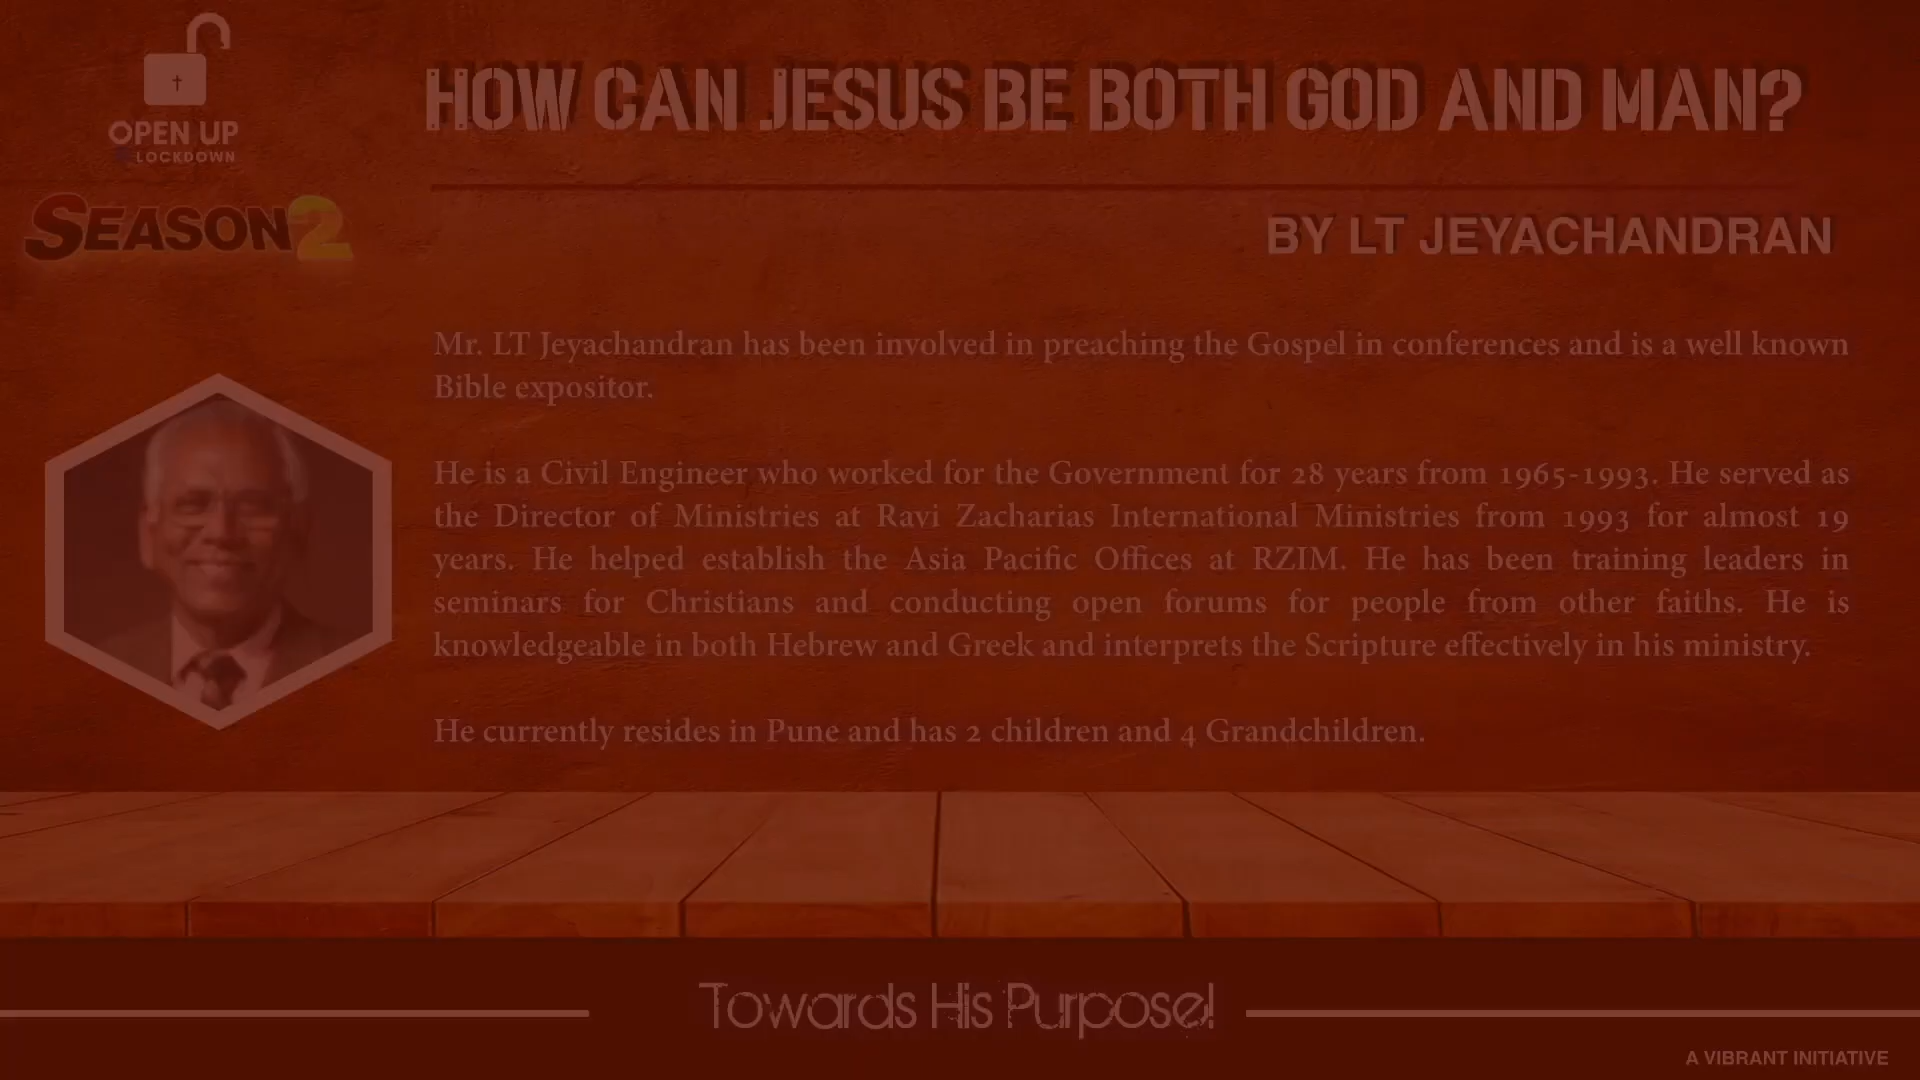 OPEN UP
LOCKDOWN
SEASON 2
HOW CAN JESUS BE BOTH GOD AND MAN?
BY LT JEYACHANDRAN
Mr. LT Jeyachandran has been involved in preaching the Gospel in conferences and is a well known
Bible expositor.
He is a Civil Engineer who worked for the Government for 28 years from 1965-1993. He served as
the Director of Ministries at Ravi Zacharias International Ministries from 1993 for almost 19
years. He helped establish the Asia Pacific Offices at RZIM. He has been training leaders in
seminars for Christians and conducting open forums for people from other faiths. He is
knowledgeable in both Hebrew and Greek and interprets the Scripture effectively in his ministry.
He currently resides in Pune and has 2 children and 4 Grandchildren.
Towards His Purpose!
A VIBRANT INITIATIVE